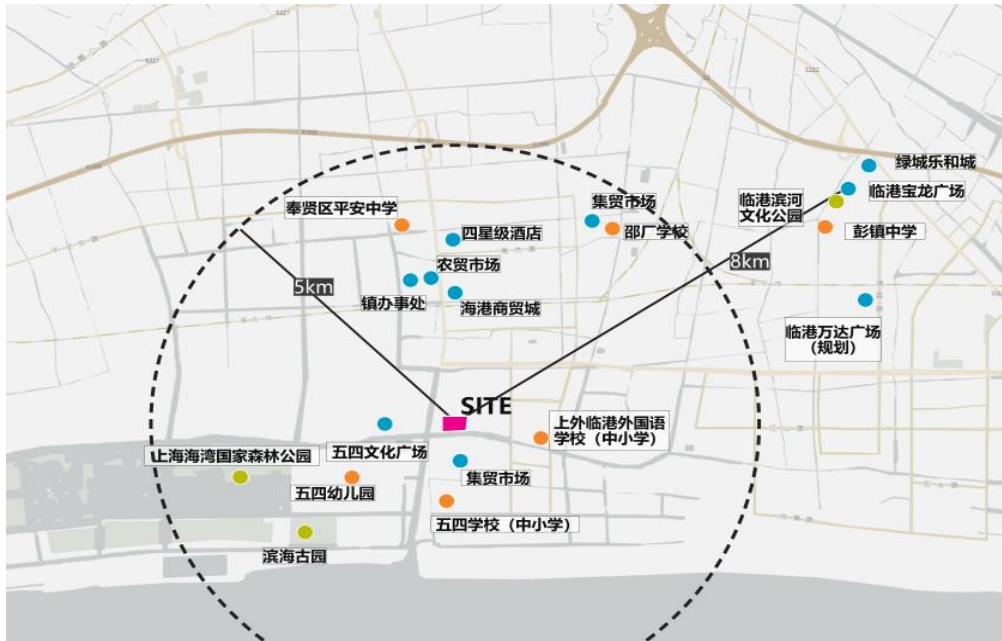 S221
S221
S222
绿城乐和城
临港宝龙广场
临港滨河
文化公园
彭镇中学
集贸市场
邵厂学校
奉贤区平安中学
四星级酒店
农贸市场
镇办事处
海港商贸城
5km
8km
临港万达广场
（规划）
SITE
上外临港外国语
学校（中小学）
五四文化广场
上海海湾国家森林公园
五四幼儿园
集贸市场
五四学校（中小学）
滨海古园